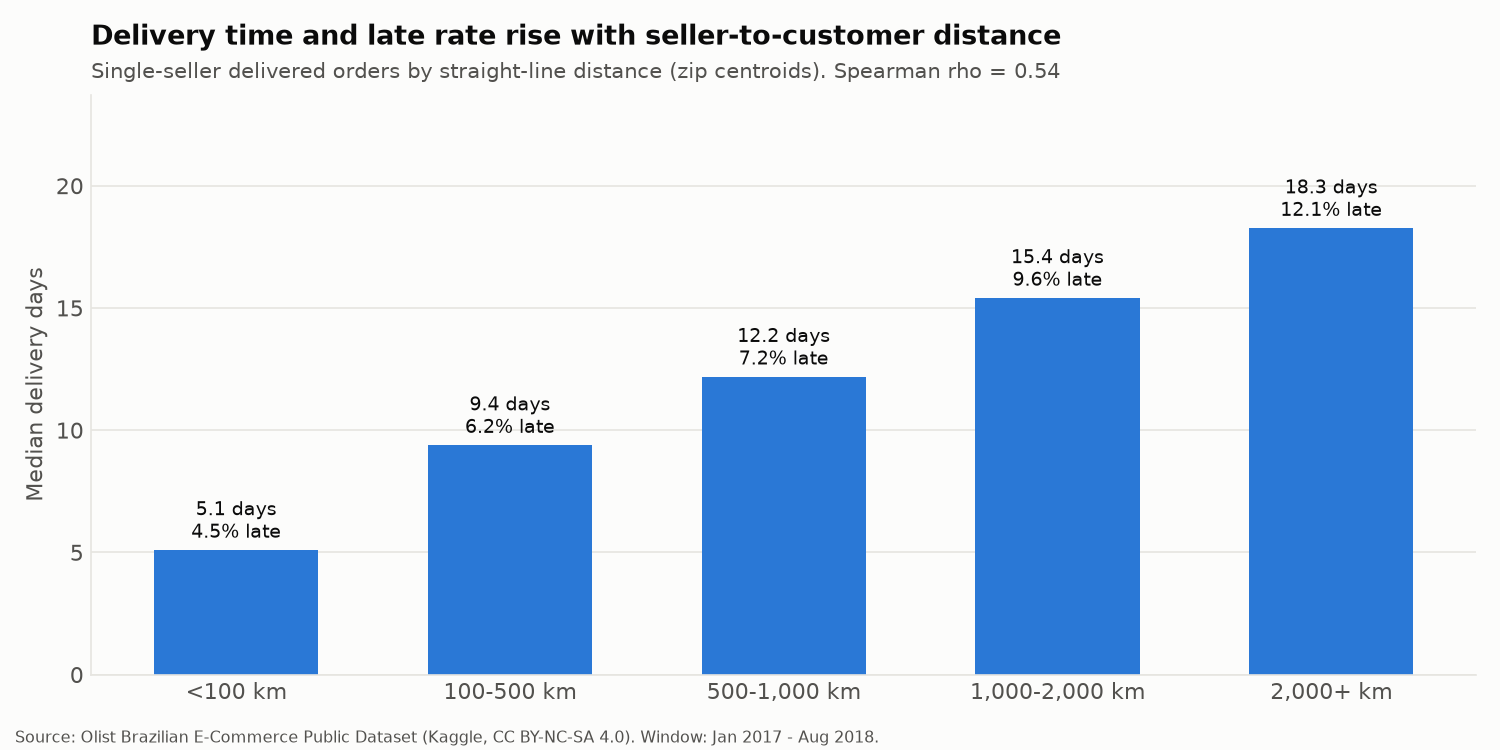 Delivery time and late rate rise with seller-to-customer distance
Single-seller delivered orders by straight-line distance (zip centroids). Spearman rho = 0.54
Median delivery days
20
15
10
5
0
5.1 days
4.5% late
9.4 days
6.2% late
12.2 days
7.2% late
15.4 days
9.6% late
18.3 days
12.1% late
<100 km
100-500 km
500-1,000 km
1,000-2,000 km
2,000+ km
Source: Olist Brazilian E-Commerce Public Dataset (Kaggle, CC BY-NC-SA 4.0). Window: Jan 2017 - Aug 2018.